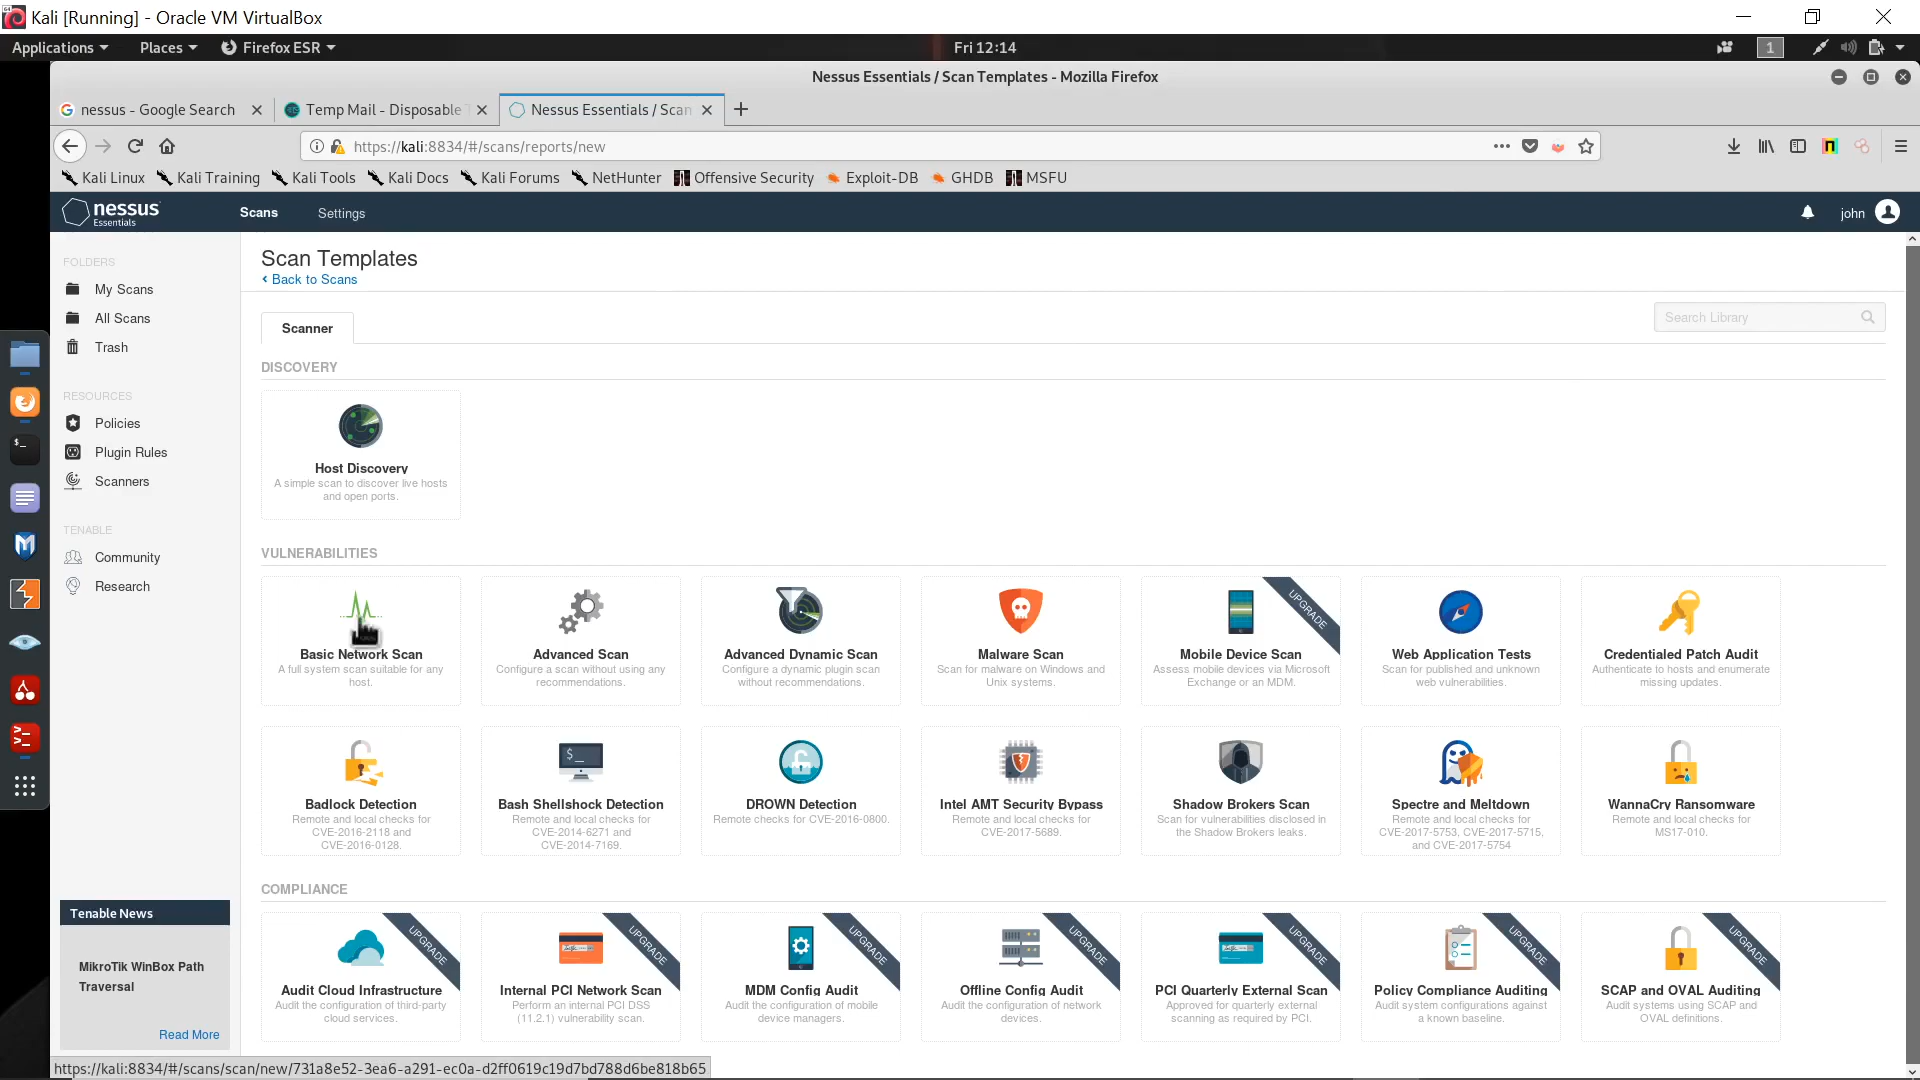 Kali [Running] - Oracle VM VirtualBox
Applications Places Firefox ESR Fri 12:14 1
Nessus Essentials / Scan Templates - Mozilla Firefox
nessus - Google Search Temp Mail - Disposable Nessus Essentials / Scan
https://kali:8834/#/scans/reports/new
Kali Linux Kali Training Kali Tools Kali Docs Kali Forums NetHunter Offensive Security Exploit-DB GHDB MSFU
nessus Scans Settings john
Essentials
FOLDERS
My Scans
All Scans
Trash
RESOURCES
Policies
Plugin Rules
Scanners
TENABLE
Community
Research
Tenable News
MikroTik WinBox Path
Traversal
Read More
Scan Templates
Back to Scans
Scanner
Search Library
DISCOVERY
Host Discovery
A simple scan to discover live hosts
and open ports.
VULNERABILITIES
Basic Network Scan
A full system scan suitable for any
host.
Advanced Scan
Configure a scan without using any
recommendations.
Advanced Dynamic Scan
Configure a dynamic plugin scan
without recommendations.
Malware Scan
Scan for malware on Windows and
Unix systems.
UPGRADE
Mobile Device Scan
Assess mobile devices via Microsoft
Exchange or an MDM.
Web Application Tests
Scan for published and unknown
web vulnerabilities.
Credentialed Patch Audit
Authenticate to hosts and enumerate
missing updates.
Badlock Detection
Remote and local checks for
CVE-2016-2118 and
CVE-2016-0128.
Bash Shellshock Detection
Remote and local checks for
CVE-2014-6271 and
CVE-2014-7169.
DROWN Detection
Remote checks for CVE-2016-0800.
Intel AMT Security Bypass
Remote and local checks for
CVE-2017-5689.
Shadow Brokers Scan
Scan for vulnerabilities disclosed in
the Shadow Brokers leaks.
Spectre and Meltdown
Remote and local checks for
CVE-2017-5753, CVE-2017-5715,
and CVE-2017-5754
WannaCry Ransomware
Remote and local checks for
MS17-010.
COMPLIANCE
UPGRADE
Audit Cloud Infrastructure
Audit the configuration of third-party
cloud services.
UPGRADE
Internal PCI Network Scan
Perform an internal PCI DSS
(11.2.1) vulnerability scan.
UPGRADE
MDM Config Audit
Audit the configuration of mobile
device managers.
UPGRADE
Offline Config Audit
Audit the configuration of network
devices.
UPGRADE
PCI Quarterly External Scan
Approved for quarterly external
scanning as required by PCI.
UPGRADE
Policy Compliance Auditing
Audit system configurations against
a known baseline.
UPGRADE
SCAP and OVAL Auditing
Audit systems using SCAP and
OVAL definitions.
https://kali:8834/#/scans/scan/new/731a8e52-3ea6-a291-ec0a-d2ff0619c19d7bd788d6be818b65